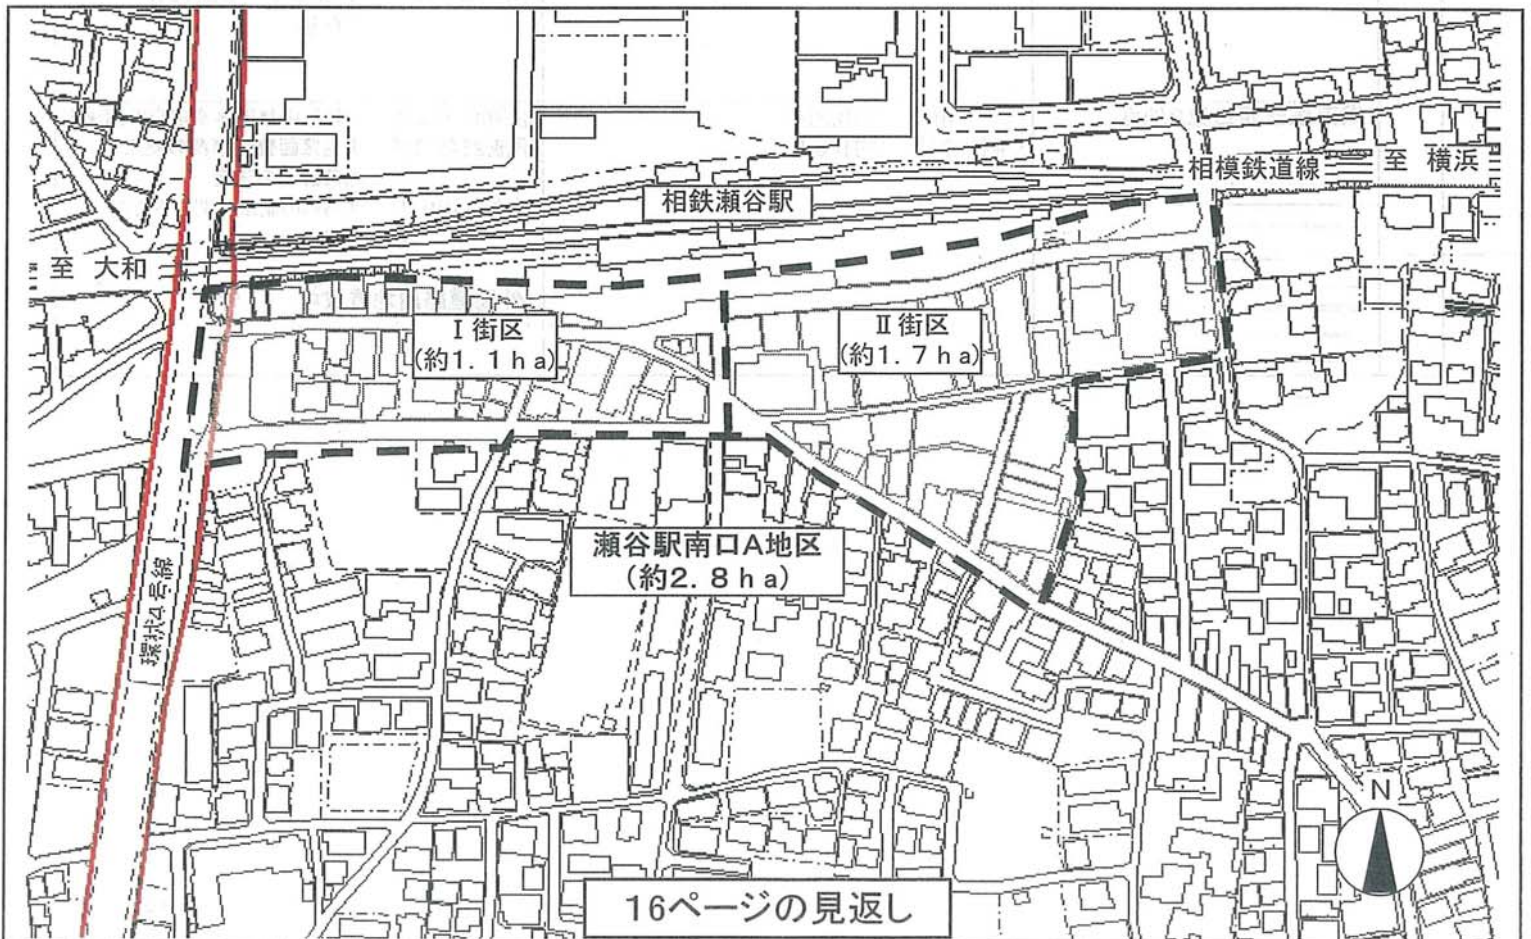 相模鉄道線
至 横浜
相鉄瀬谷駅
至 大和
Ⅰ街区
(約1.1ha)
Ⅱ街区
(約1.7ha)
瀬谷駅南口A地区
(約2.8ha)
環状4号線
N
16ページの見返し